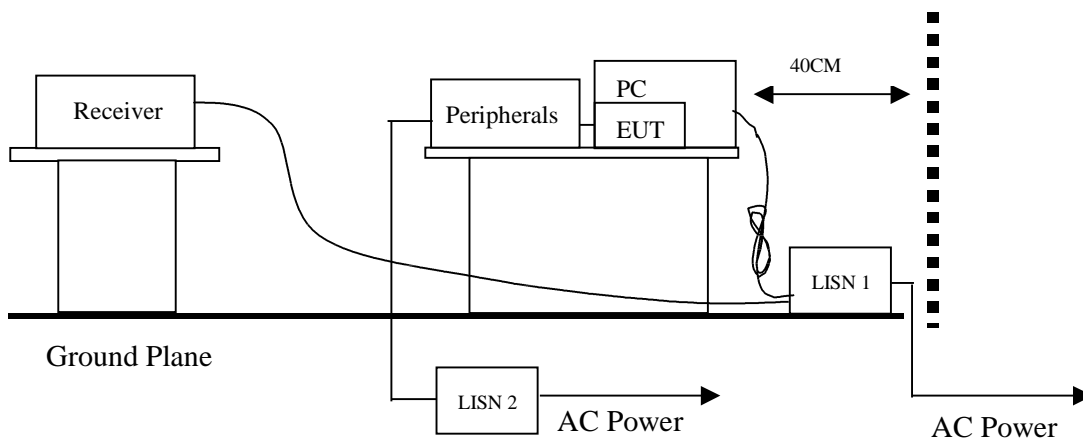 40CM
PC
Receiver
Peripherals
EUT
LISN 1
Ground Plane
LISN 2
AC Power
AC Power